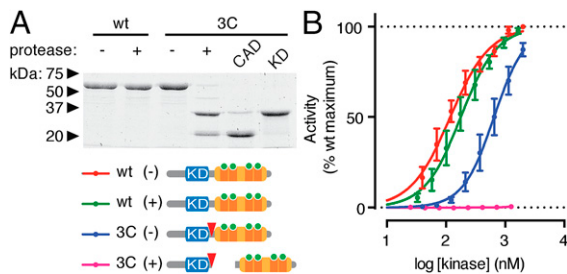 A
wt 3C
protease: - + - + CAD KD
kDa: 75
50
37
20
wt (-) KD
wt (+) KD
3C (-) KD
3C (+) KD
B
Activity
(% wt maximum)
100
50
0
1 2 3 4
log [kinase] (nM)